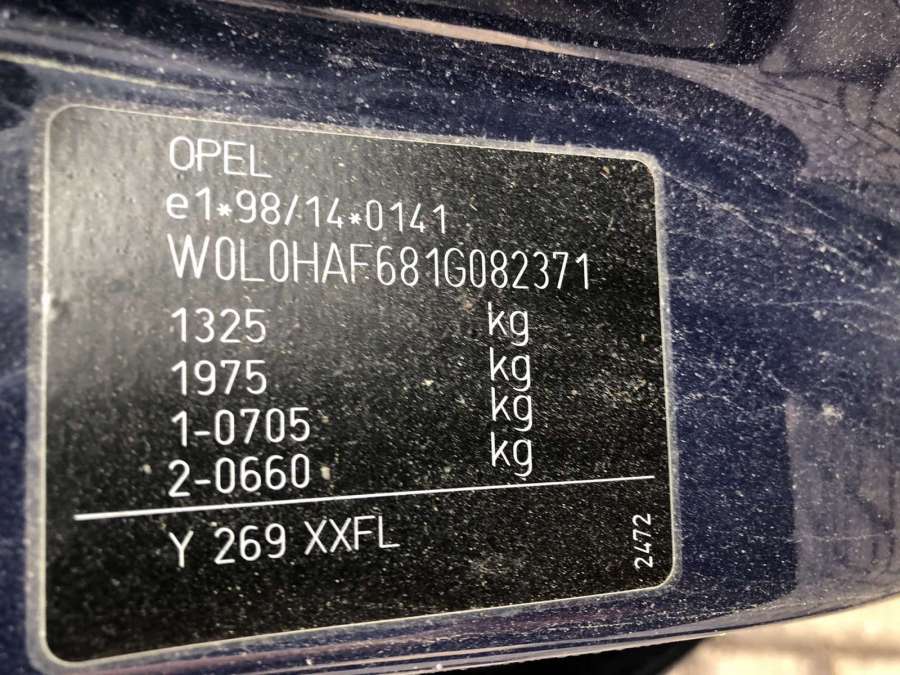 OPEL
e1*98/14*0141
W0L0HAF681G082371
1325 kg
1975 kg
1-0705 kg
2-0660 kg
Y 269 XXFL
2472